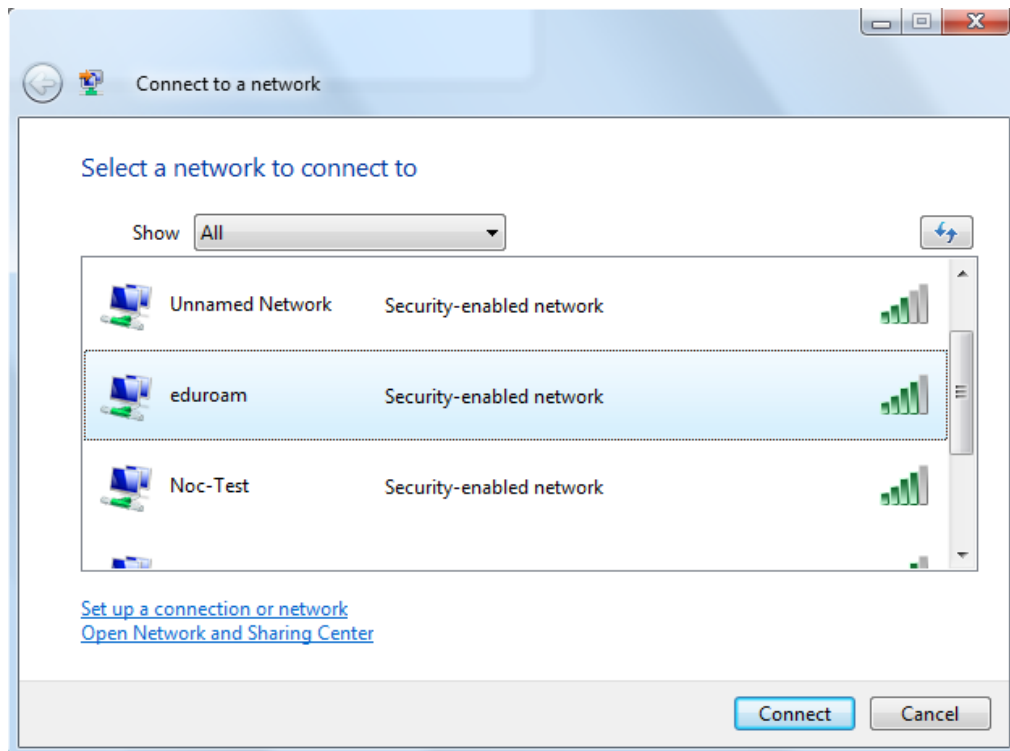 Connect to a network
Select a network to connect to
Show All
Unnamed Network Security-enabled network
eduroam Security-enabled network
Noc-Test Security-enabled network
Set up a connection or network
Open Network and Sharing Center
Connect Cancel